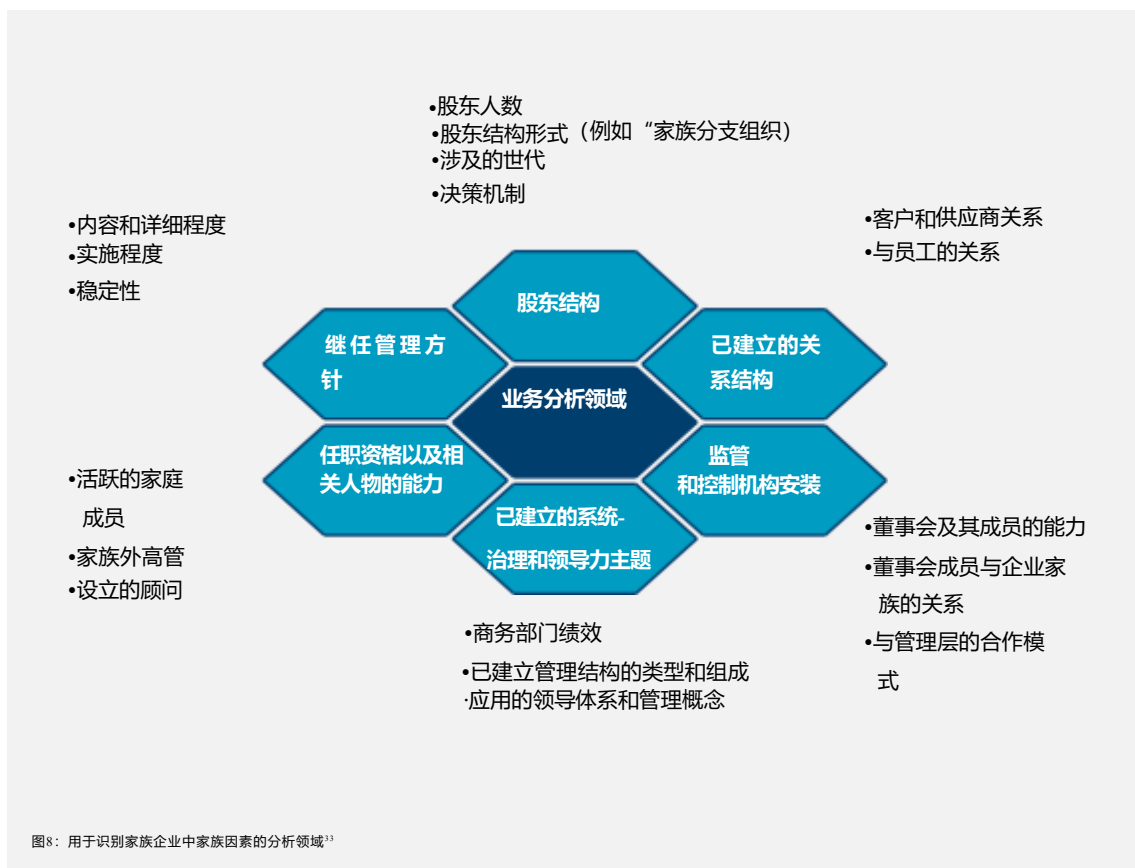 •股东人数
•股东结构形式（例如“家族分支组织）
•涉及的世代
•决策机制
•内容和详细程度
•实施程度
•稳定性
•客户和供应商关系
•与员工的关系
股东结构
继任管理方
针
已建立的关
系结构
业务分析领域
任职资格以及相
关人物的能力
监管
和控制机构安装
已建立的系统-
治理和领导力主题
•活跃的家庭
成员
•家族外高管
•设立的顾问
•董事会及其成员的能力
•董事会成员与企业家
族的关系
•与管理层的合作模
式
•商务部门绩效
•已建立管理结构的类型和组成
·应用的领导体系和管理概念
图8：用于识别家族企业中家族因素的分析领域33